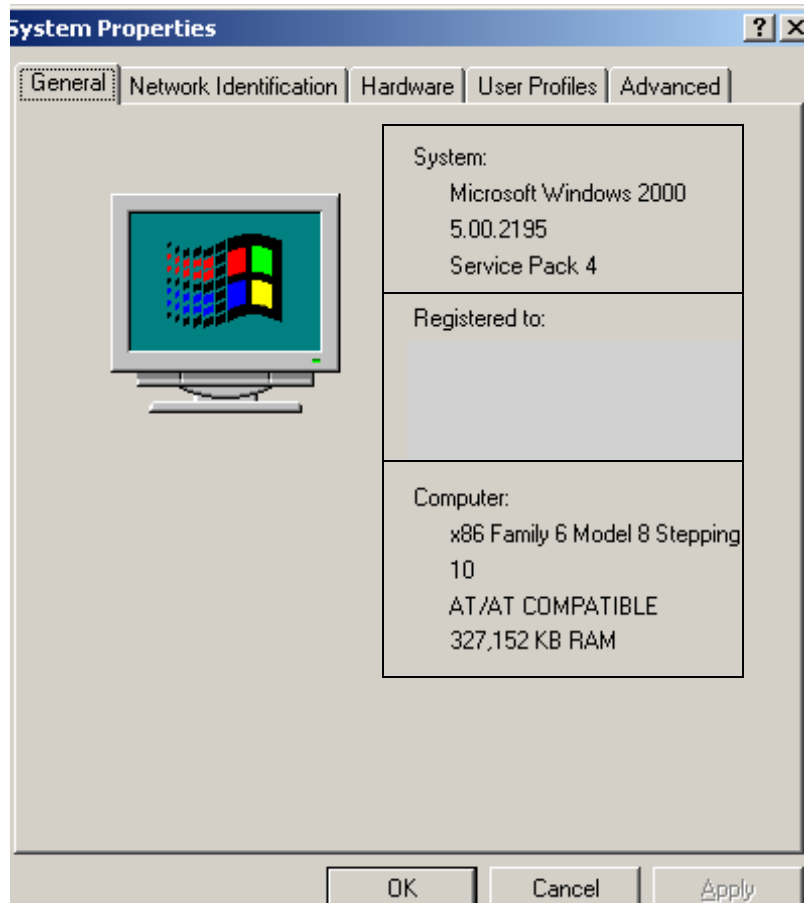 System Properties
General Network Identification Hardware User Profiles Advanced
System:
Microsoft Windows 2000
5.00.2195
Service Pack 4
Registered to:
Computer:
x86 Family 6 Model 8 Stepping
10
AT/AT COMPATIBLE
327,152 KB RAM
OK Cancel Apply